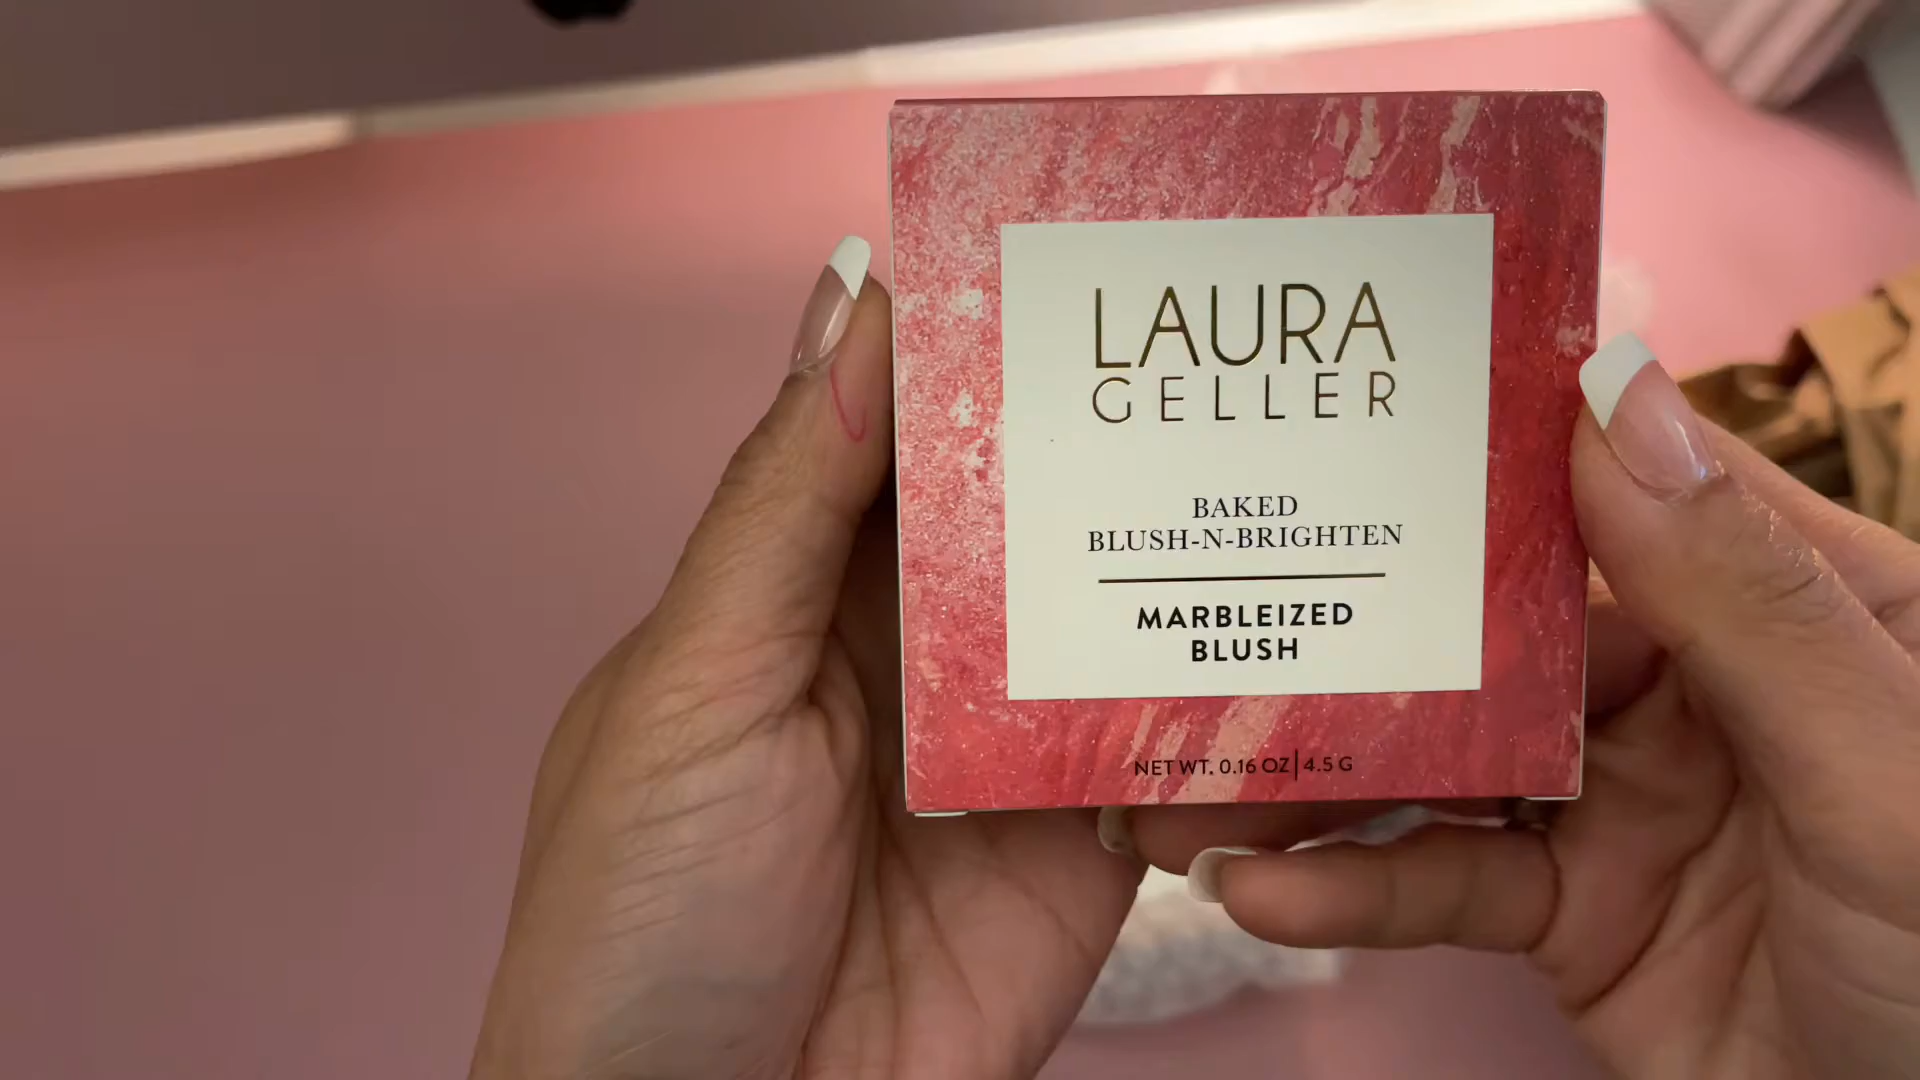 LAURA
GELLER
BAKED
BLUSH-N-BRIGHTEN
MARBLEIZED
BLUSH
NET WT. 0.16 OZ|4.5 G